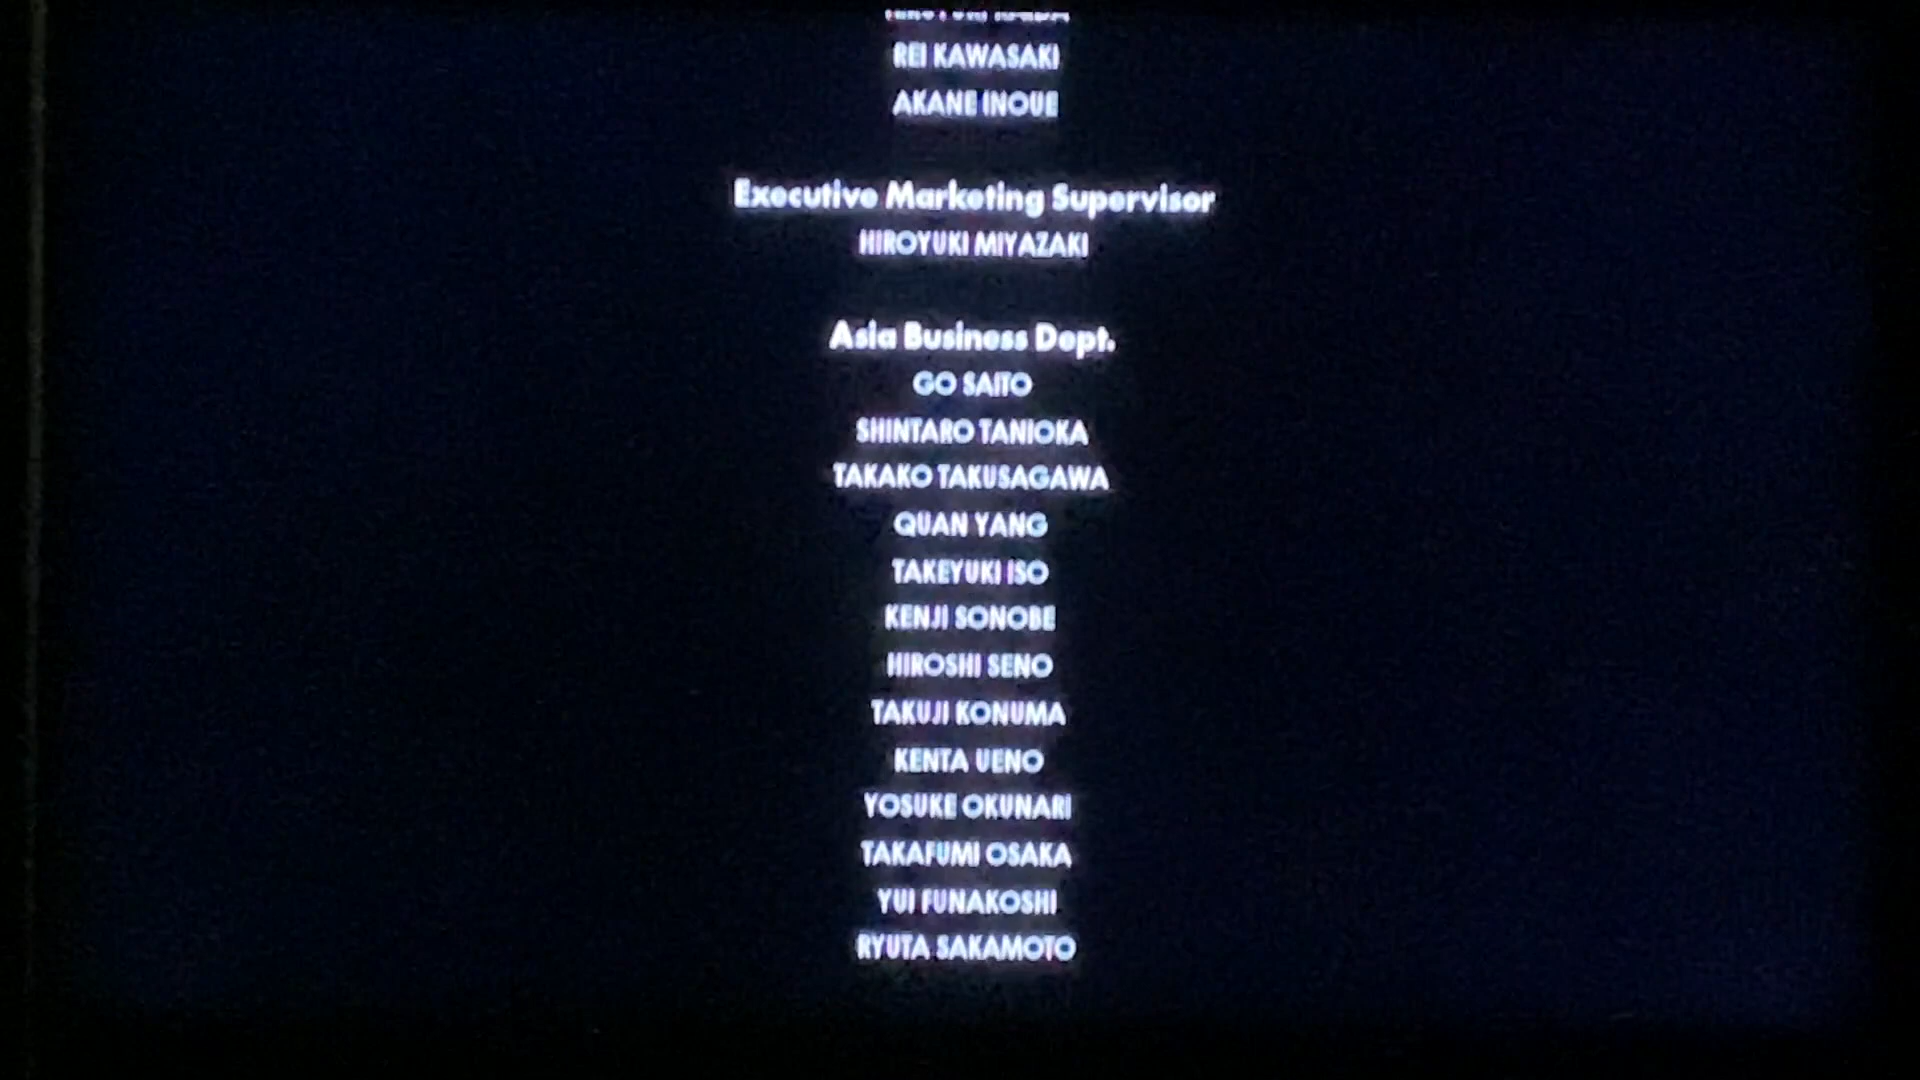 REI KAWASAKI
AKANE INOUE
Executive Marketing Supervisor
HIROYUKI MIYAZAKI
Asia Business Dept.
GO SAITO
SHINTARO TANIOKA
TAKAKO TAKUSAGAWA
QUAN YANG
TAKEYUKI ISO
KENJI SONOBE
HIROSHI SENO
TAKUJI KONUMA
KENTA UENO
YOSUKE OKUNARI
TAKAFUMI OSAKA
YUI FUNAKOSHI
RYUTA SAKAMOTO